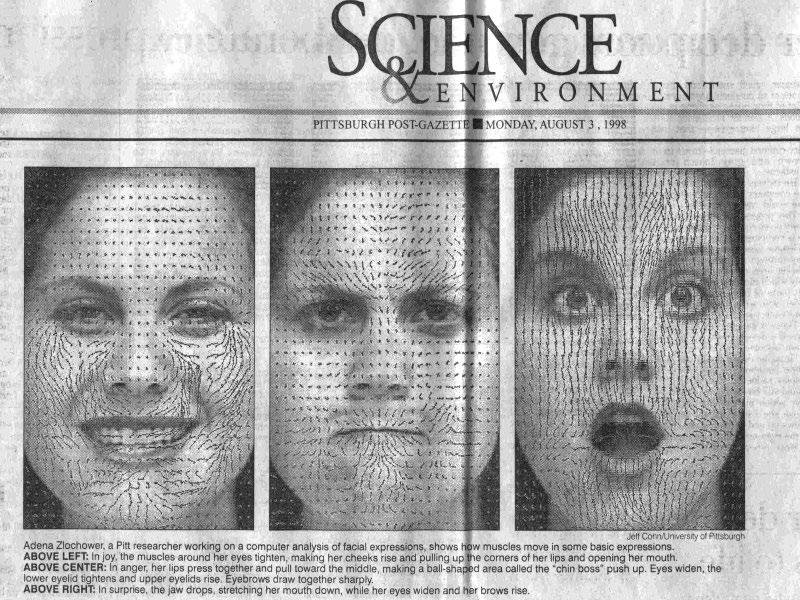 SCIENCE
& ENVIRONMENT
PITTSBURGH POST-GAZETTE ■ MONDAY, AUGUST 3, 1998
Jeff Conn/University of Pittsburgh
Adena Zlochower, a Pitt researcher working on a computer analysis of facial expressions, shows how muscles move in some basic expressions.
ABOVE LEFT: In joy, the muscles around her eyes tighten, making her cheeks rise and pulling up the corners of her lips and opening her mouth.
ABOVE CENTER: In anger, her lips press together and pull toward the middle, making a ball-shaped area called the "chin boss" push up. Eyes widen, the
lower eyelid tightens and upper eyelids rise. Eyebrows draw together sharply.
ABOVE RIGHT: In surprise, the jaw drops, stretching her mouth down, while her eyes widen and her brows rise.